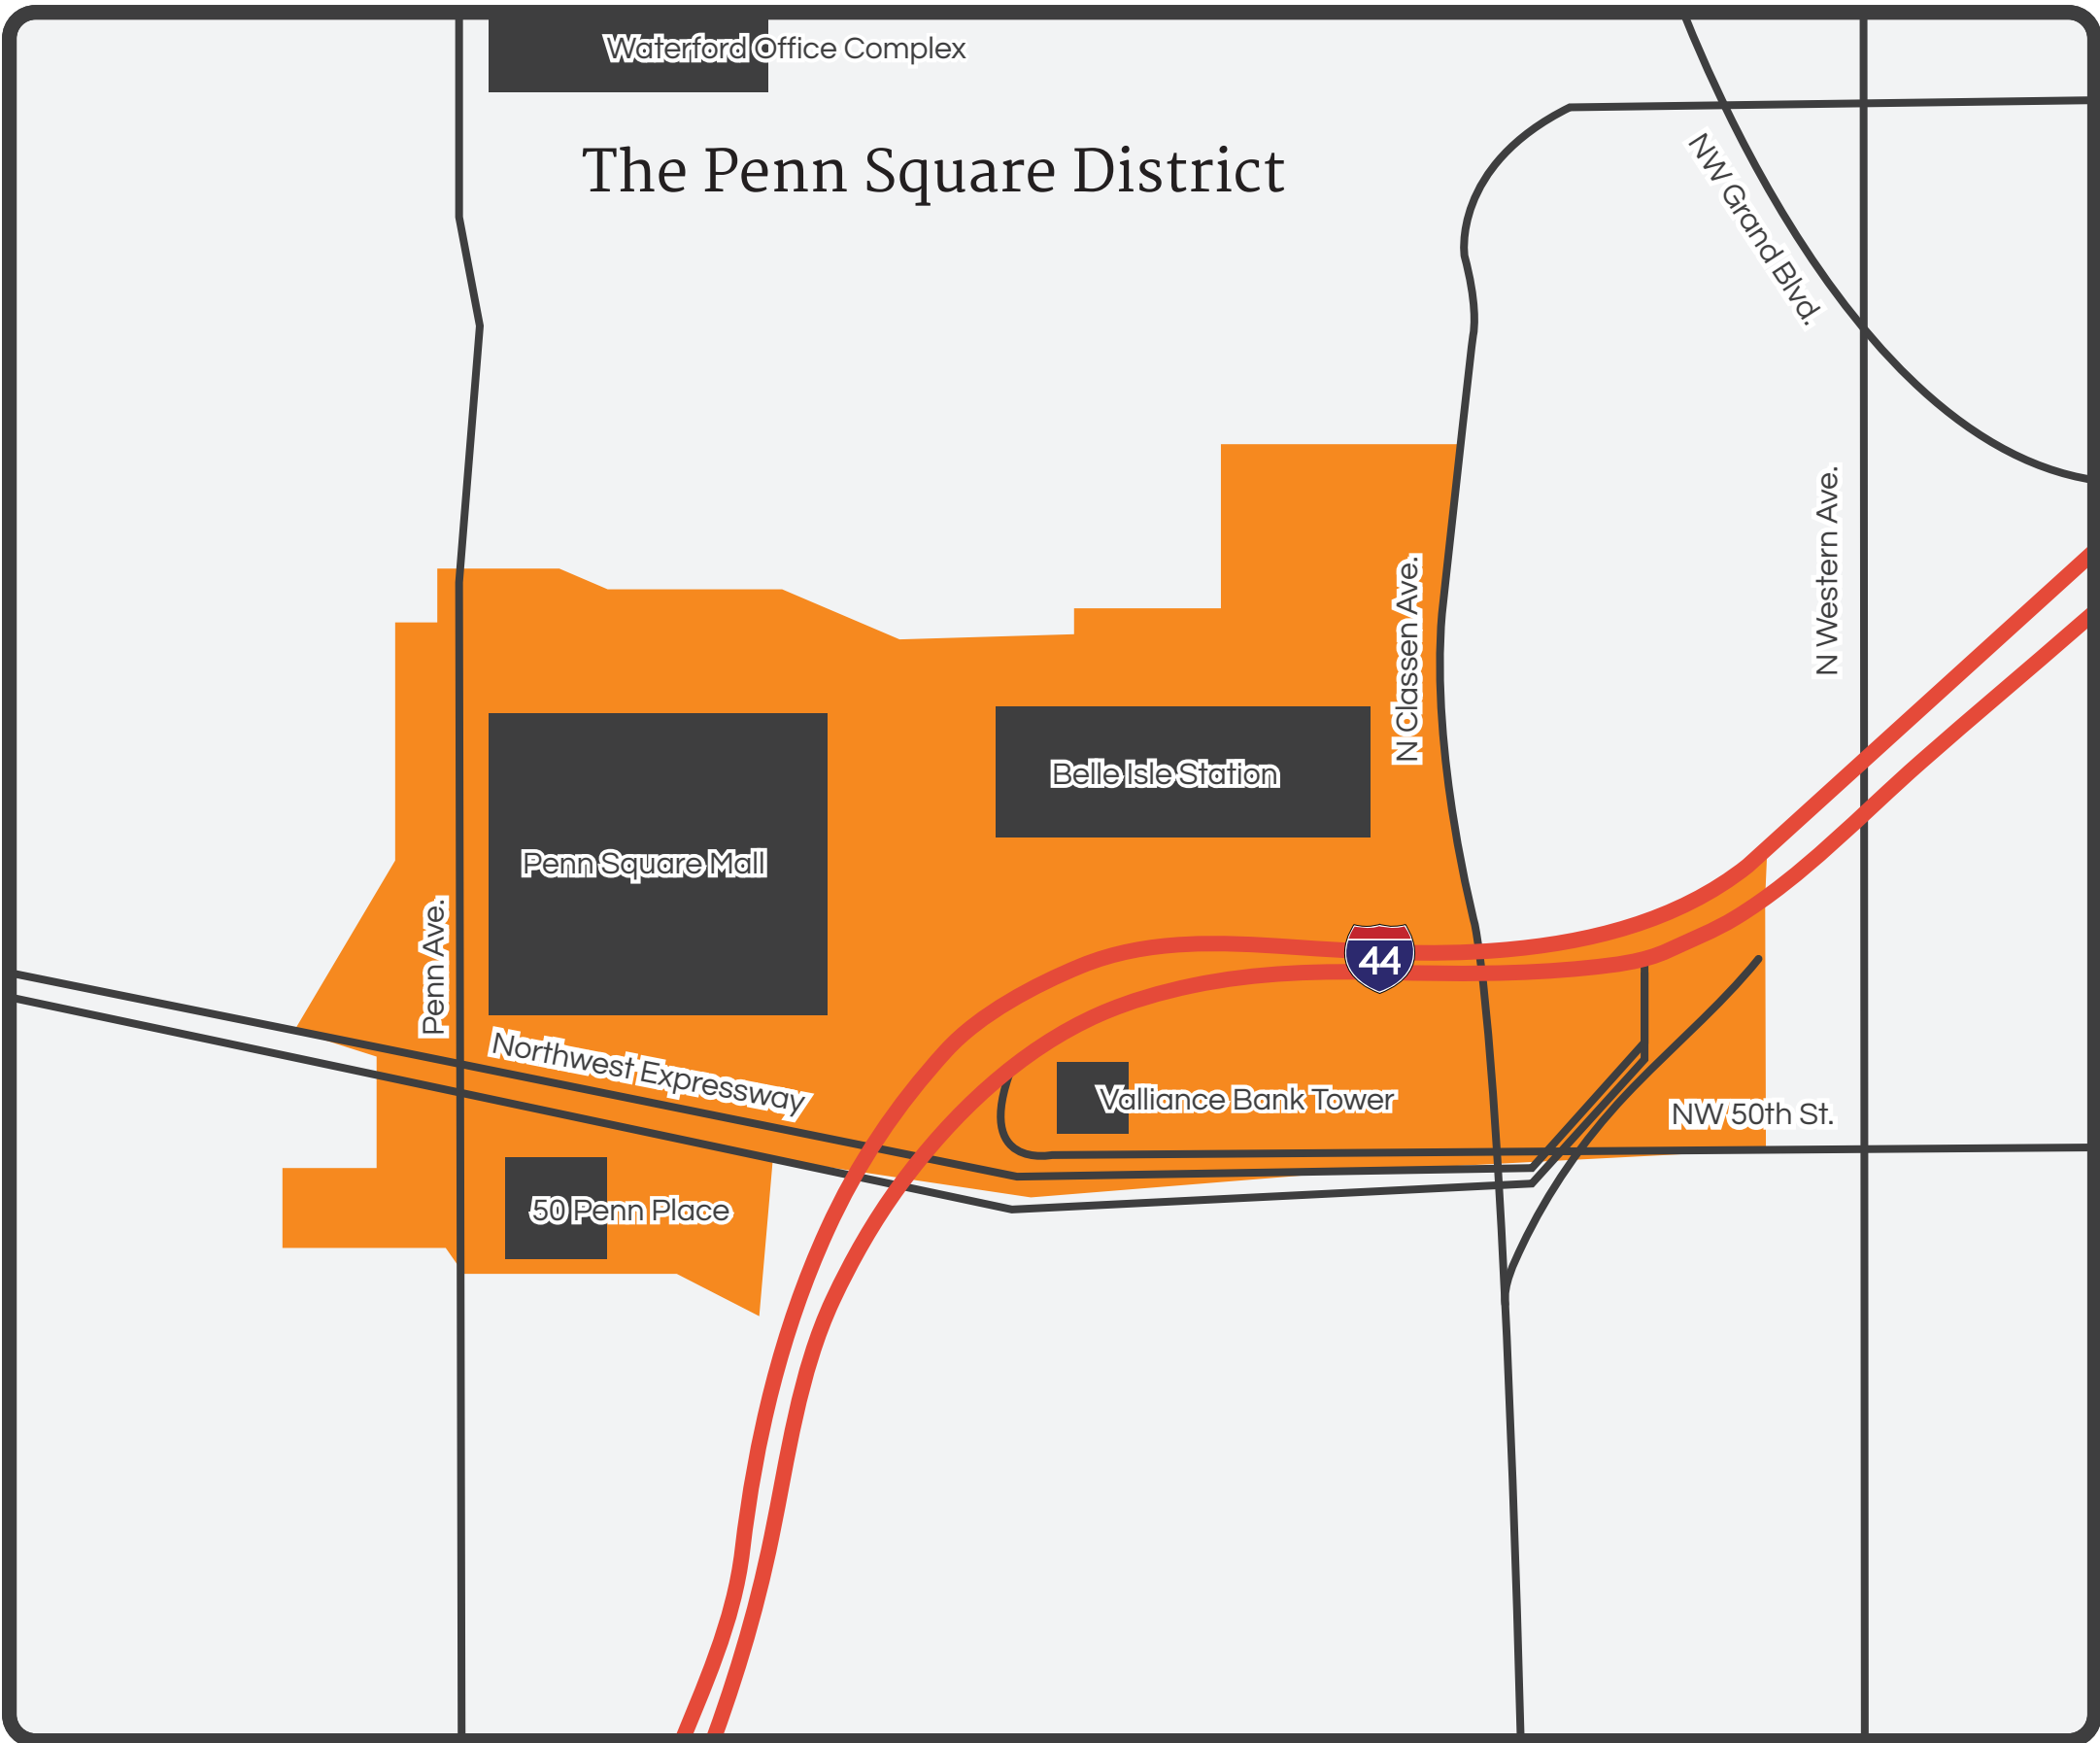 Waterford Office Complex
The Penn Square District
NW Grand Blvd.
N Western Ave.
N Classen Ave.
Belle Isle Station
Penn Square Mall
Penn Ave.
44
Northwest Expressway
Valliance Bank Tower
NW 50th St.
50 Penn Place